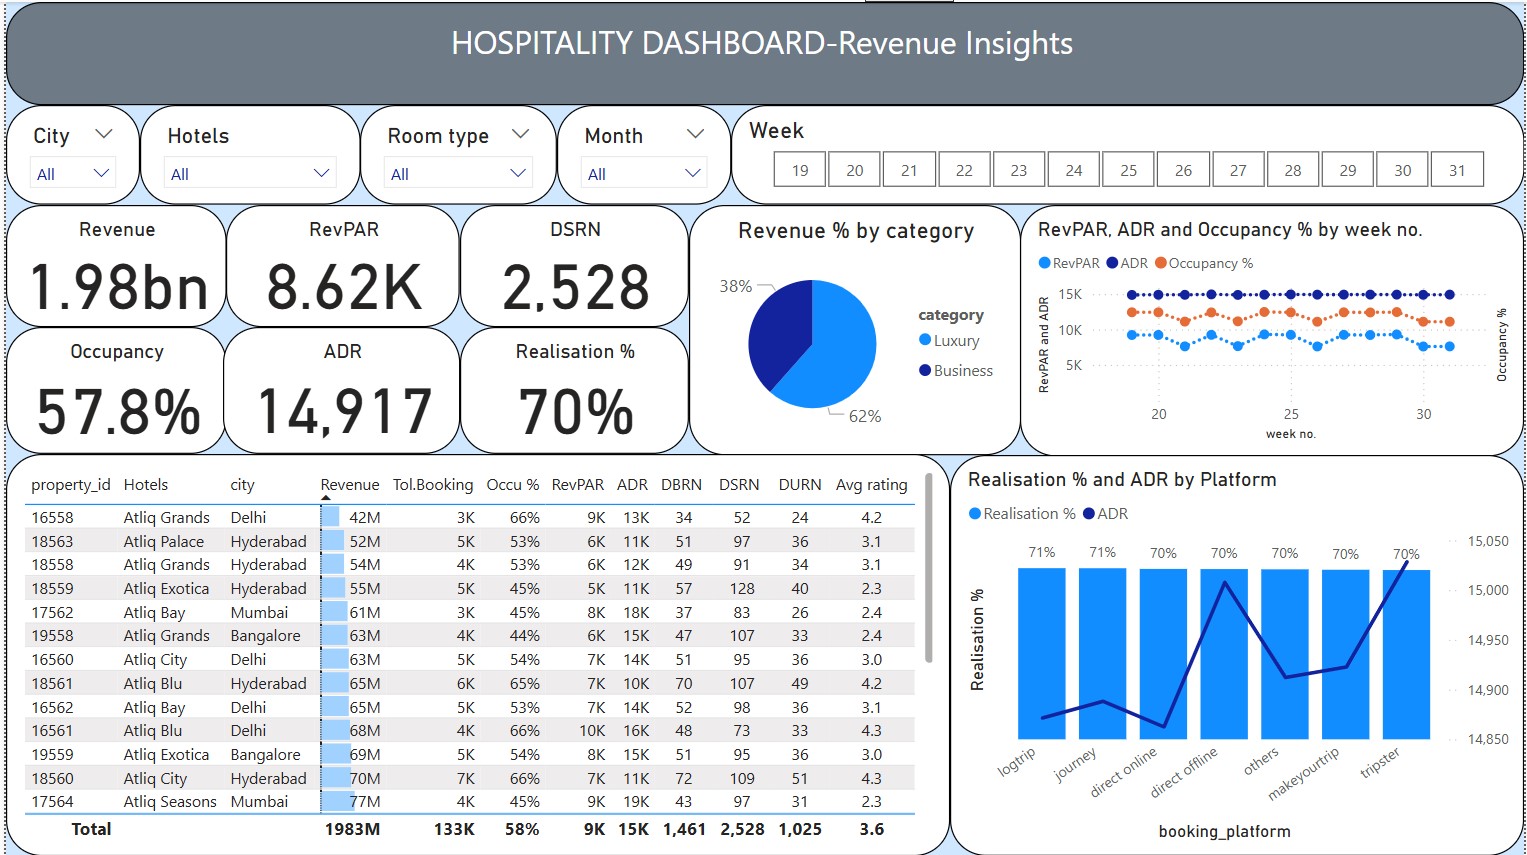 HOSPITALITY DASHBOARD-Revenue Insights
City
All
Hotels
All
Room type
All
Month
All
Week
19 20 21 22 23 24 25 26 27 28 29 30 31
Revenue
1.98bn
RevPAR
8.62K
DSRN
2,528
Occupancy
57.8%
ADR
14,917
Realisation %
70%
Revenue % by category
38%
62%
category
Luxury
Business
RevPAR, ADR and Occupancy % by week no.
RevPAR ADR Occupancy %
RevPAR and ADR
15K
10K
5K
20 25 30
week no.
Occupancy %
property_id Hotels city Revenue Tol.Booking Occu % RevPAR ADR DBRN DSRN DURN Avg rating
16558 Atliq Grands Delhi 42M 3K 66% 9K 13K 34 52 24 4.2
18563 Atliq Palace Hyderabad 52M 5K 53% 6K 11K 51 97 36 3.1
18558 Atliq Grands Hyderabad 54M 4K 53% 6K 12K 49 91 34 3.1
18559 Atliq Exotica Hyderabad 55M 5K 45% 5K 11K 57 128 40 2.3
17562 Atliq Bay Mumbai 61M 3K 45% 8K 18K 37 83 26 2.4
19558 Atliq Grands Bangalore 63M 4K 44% 6K 15K 47 107 33 2.4
16560 Atliq City Delhi 63M 5K 54% 7K 14K 51 95 36 3.0
18561 Atliq Blu Hyderabad 65M 6K 65% 7K 10K 70 107 49 4.2
16562 Atliq Bay Delhi 65M 5K 53% 7K 14K 52 98 36 3.1
16561 Atliq Blu Delhi 68M 4K 66% 10K 16K 48 73 33 4.3
19559 Atliq Exotica Bangalore 69M 5K 54% 8K 15K 51 95 36 3.0
18560 Atliq City Hyderabad 70M 7K 66% 7K 11K 72 109 51 4.3
17564 Atliq Seasons Mumbai 77M 4K 45% 9K 19K 43 97 31 2.3
Total 1983M 133K 58% 9K 15K 1,461 2,528 1,025 3.6
Realisation % and ADR by Platform
Realisation % ADR
Realisation %
71% 71% 70% 70% 70% 70% 70%
15,050
15,000
14,950
14,900
14,850
logtrip journey direct online direct offline others makeyourtrip tripster
booking_platform